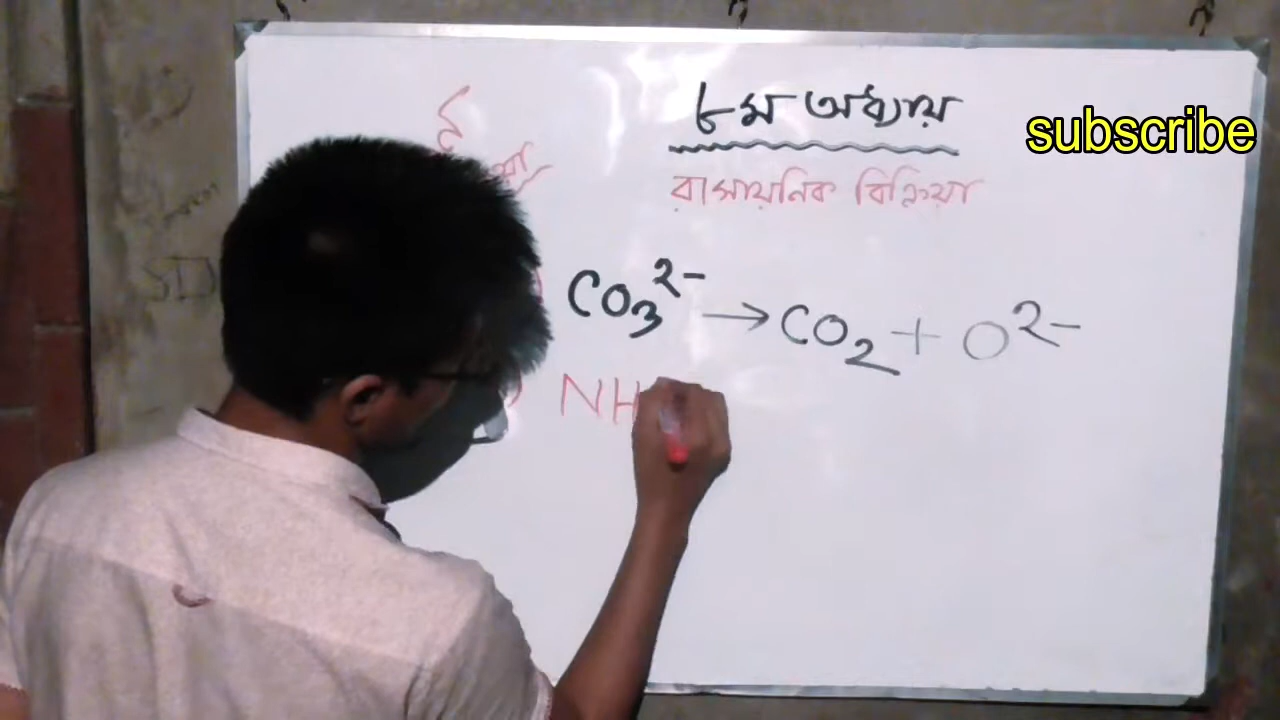 ৮ম অধ্যায়
subscribe
রাসায়নিক বিক্রিয়া
CO₃²⁻ → CO₂ + O²⁻
) NH